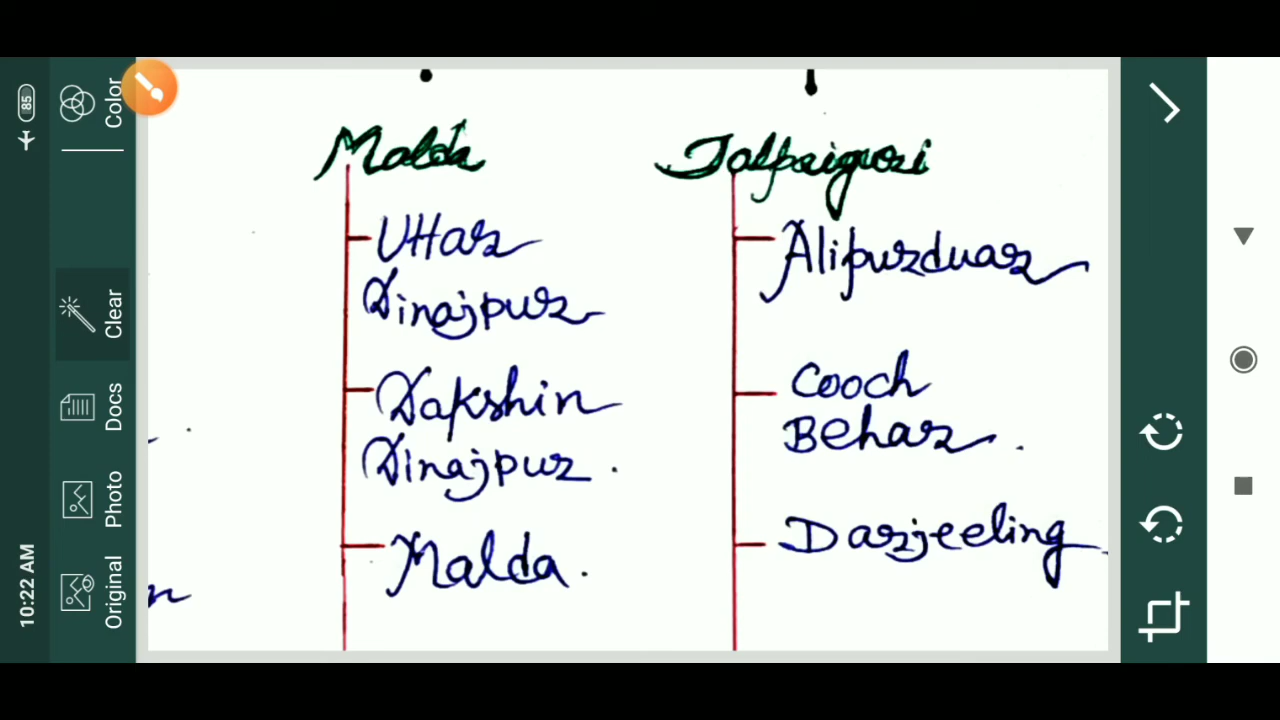 85
10:22 AM
Color
Clear
Docs
Photo
Original
Malda
Uttar
Dinajpur
Dakshin
Dinajpur.
Malda.
Jalpaiguri
Alipurduar
Cooch
Behar.
Darjeeling